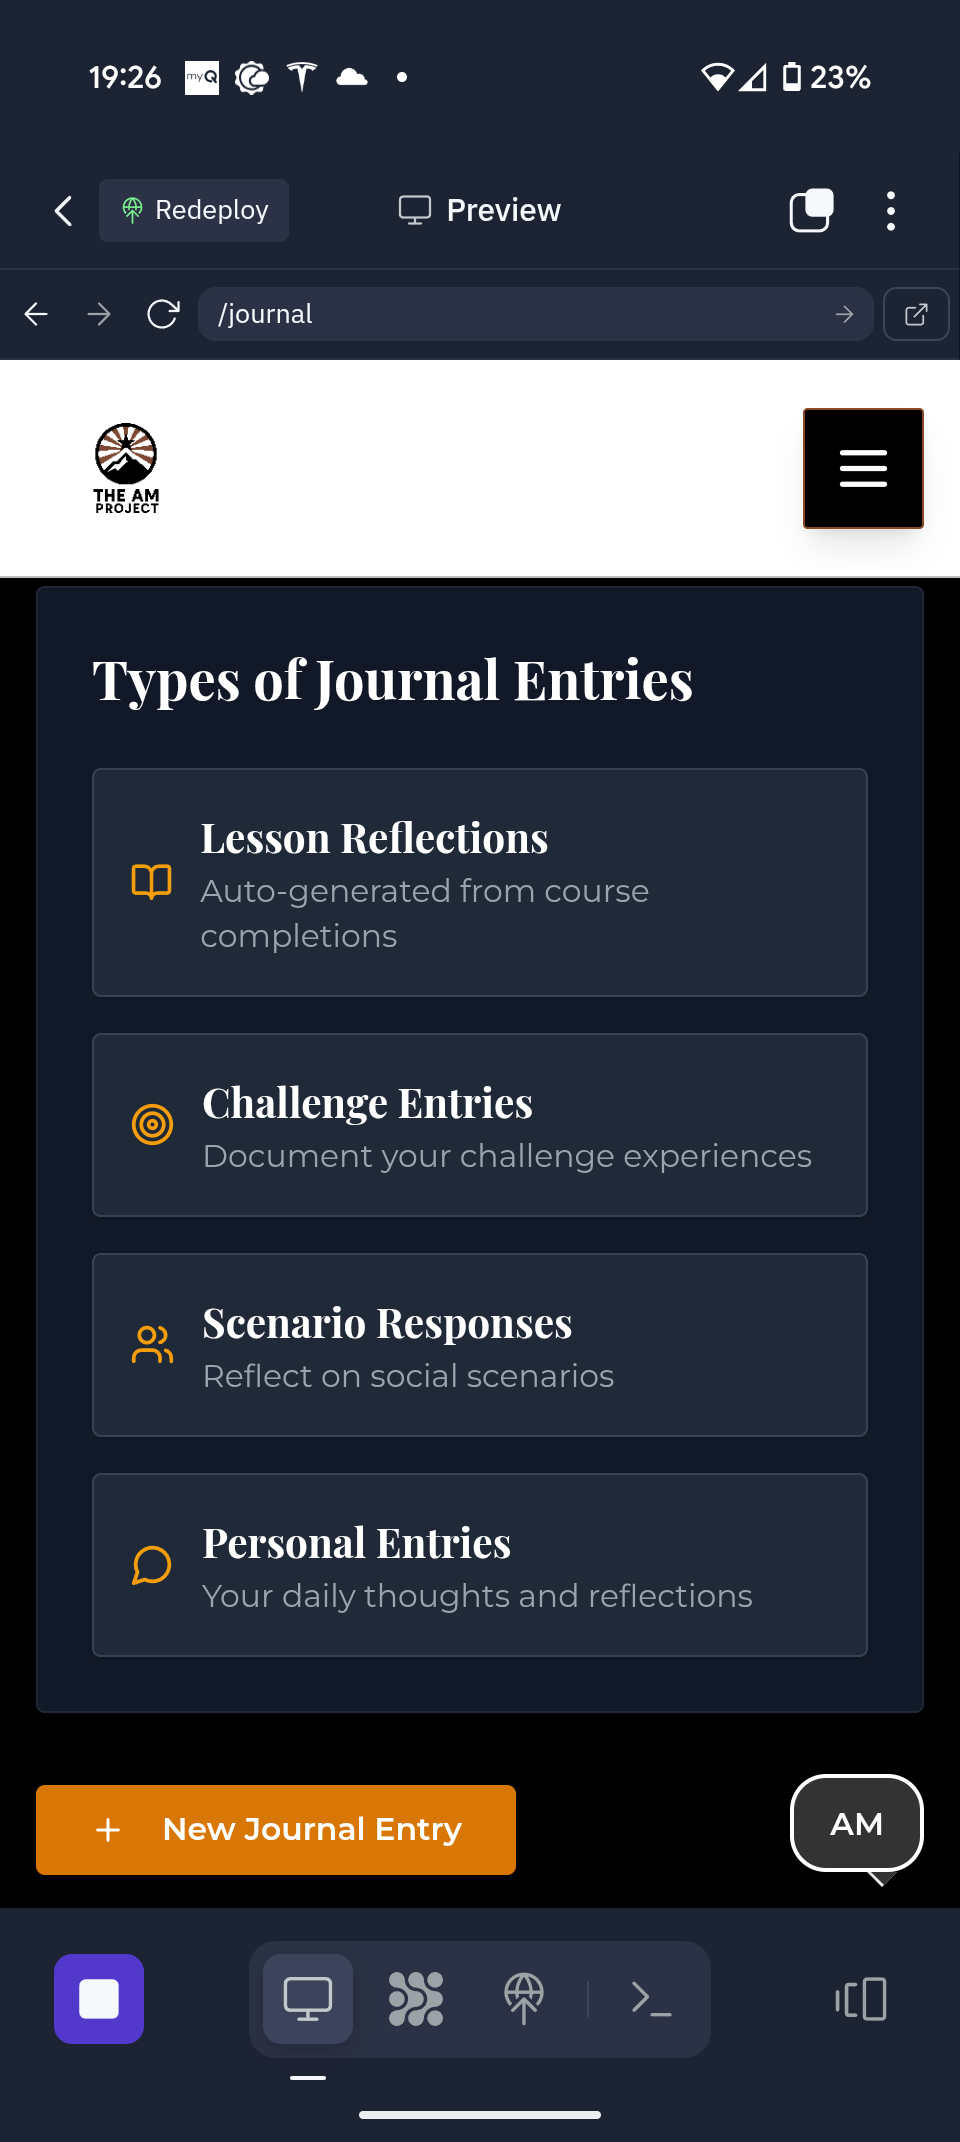 19:26
myQ
23%
Redeploy
Preview
/journal
THE AM
PROJECT
Types of Journal Entries
Lesson Reflections
Auto-generated from course
completions
Challenge Entries
Document your challenge experiences
Scenario Responses
Reflect on social scenarios
Personal Entries
Your daily thoughts and reflections
New Journal Entry
AM